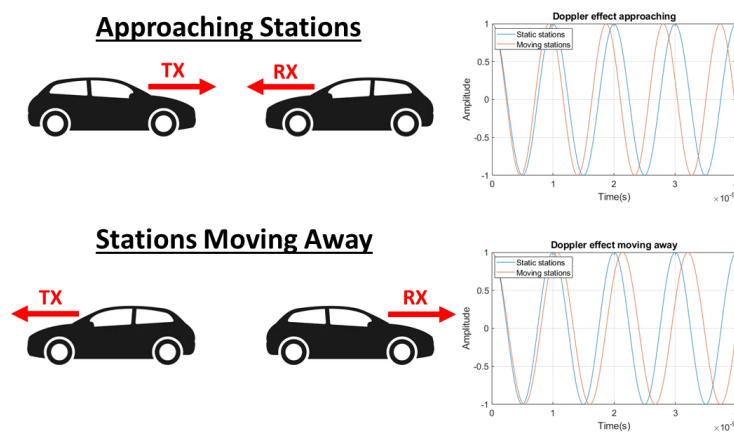 Approaching Stations
TX
RX
Doppler effect approaching
Static stations
Moving stations
1
0.5
0
-0.5
-1
Amplitude
0 1 2 3
Time(s)
Stations Moving Away
TX
RX
Doppler effect moving away
Static stations
Moving stations
1
0.5
0
-0.5
-1
Amplitude
0 1 2 3
Time(s)